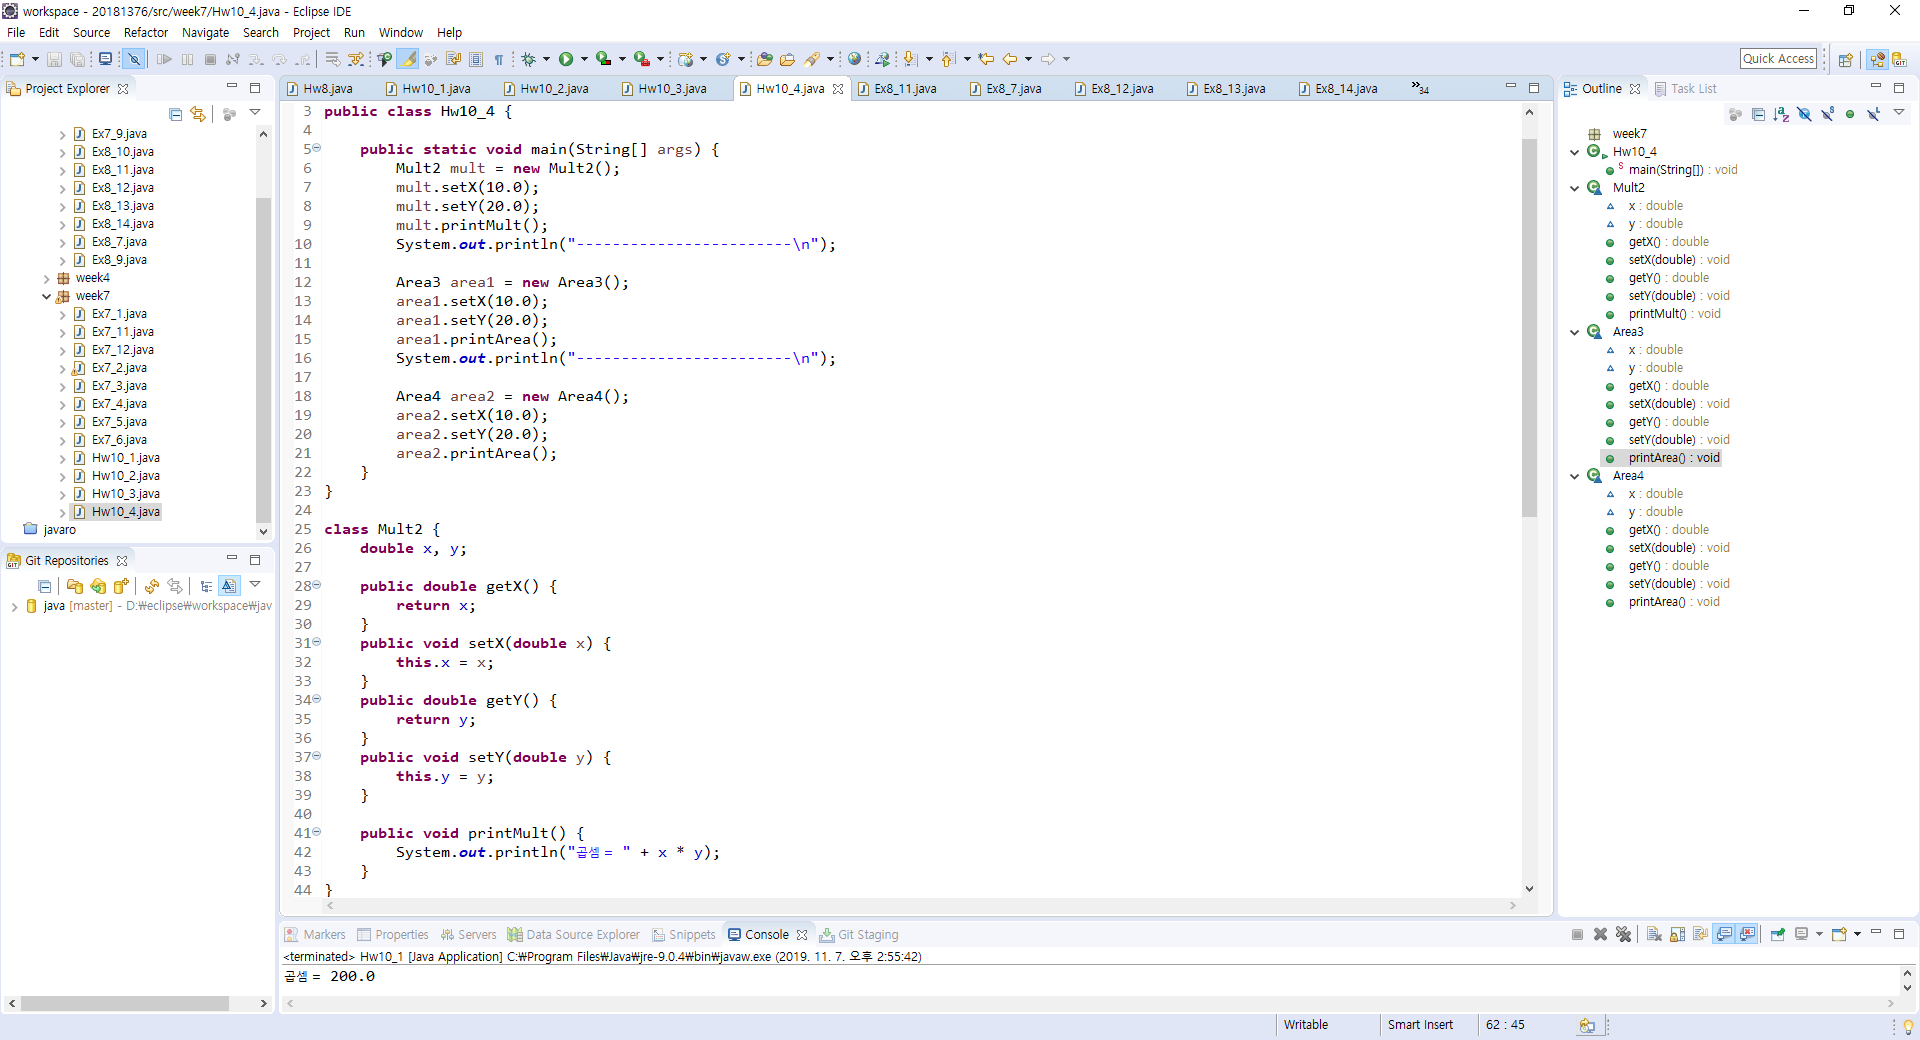 workspace - 20181376/src/week7/Hw10_4.java - Eclipse IDE
File Edit Source Refactor Navigate Search Project Run Window Help
Quick Access
Project Explorer
Ex7_9.java
Ex8_10.java
Ex8_11.java
Ex8_12.java
Ex8_13.java
Ex8_14.java
Ex8_7.java
Ex8_9.java
week4
week7
Ex7_1.java
Ex7_11.java
Ex7_12.java
Ex7_2.java
Ex7_3.java
Ex7_4.java
Ex7_5.java
Ex7_6.java
Hw10_1.java
Hw10_2.java
Hw10_3.java
Hw10_4.java
javaro
Git Repositories
java [master] - D:₩eclipse₩workspace₩jav
Hw8.java Hw10_1.java Hw10_2.java Hw10_3.java Hw10_4.java Ex8_11.java Ex8_7.java Ex8_12.java Ex8_13.java Ex8_14.java »34
3 public class Hw10_4 {
4
5 public static void main(String[] args) {
6 Mult2 mult = new Mult2();
7 mult.setX(10.0);
8 mult.setY(20.0);
9 mult.printMult();
10 System.out.println("------------------------\n");
11
12 Area3 area1 = new Area3();
13 area1.setX(10.0);
14 area1.setY(20.0);
15 area1.printArea();
16 System.out.println("------------------------\n");
17
18 Area4 area2 = new Area4();
19 area2.setX(10.0);
20 area2.setY(20.0);
21 area2.printArea();
22 }
23 }
24
25 class Mult2 {
26 double x, y;
27
28 public double getX() {
29 return x;
30 }
31 public void setX(double x) {
32 this.x = x;
33 }
34 public double getY() {
35 return y;
36 }
37 public void setY(double y) {
38 this.y = y;
39 }
40
41 public void printMult() {
42 System.out.println("곱셈 = " + x * y);
43 }
44 }
Outline Task List
week7
Hw10_4
main(String[]) : void
Mult2
x : double
y : double
getX() : double
setX(double) : void
getY() : double
setY(double) : void
printMult() : void
Area3
x : double
y : double
getX() : double
setX(double) : void
getY() : double
setY(double) : void
printArea() : void
Area4
x : double
y : double
getX() : double
setX(double) : void
getY() : double
setY(double) : void
printArea() : void
Markers Properties Servers Data Source Explorer Snippets Console Git Staging
<terminated> Hw10_1 [Java Application] C:₩Program Files₩Java₩jre-9.0.4₩bin₩javaw.exe (2019. 11. 7. 오후 2:55:42)
곱셈 = 200.0
Writable Smart Insert 62 : 45